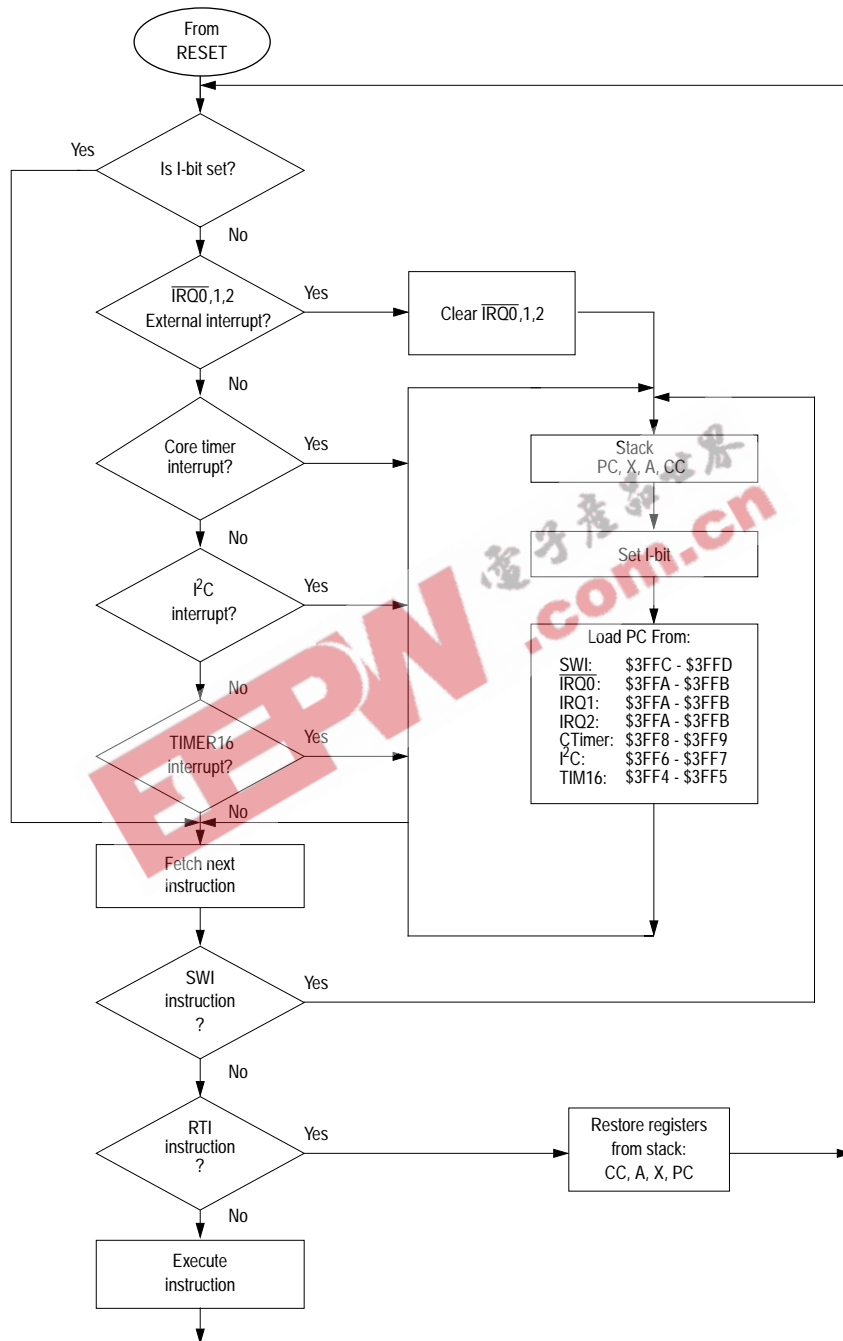 From
RESET
Yes
Is I-bit set?
No
IRQ0,1,2
External interrupt?
Yes
Clear IRQ0,1,2
No
Core timer
interrupt?
Yes
Stack
PC, X, A, CC
No
Set I-bit
I²C
interrupt?
Yes
Load PC From:
SWI: $3FFC - $3FFD
IRQ0: $3FFA - $3FFB
IRQ1: $3FFA - $3FFB
IRQ2: $3FFA - $3FFB
CTimer: $3FF8 - $3FF9
I²C: $3FF6 - $3FF7
TIM16: $3FF4 - $3FF5
No
TIMER16
interrupt?
Yes
No
Fetch next
instruction
SWI
instruction
?
Yes
No
RTI
instruction
?
Yes
Restore registers
from stack:
CC, A, X, PC
No
Execute
instruction
EEPW.com.cn
電子產品世界